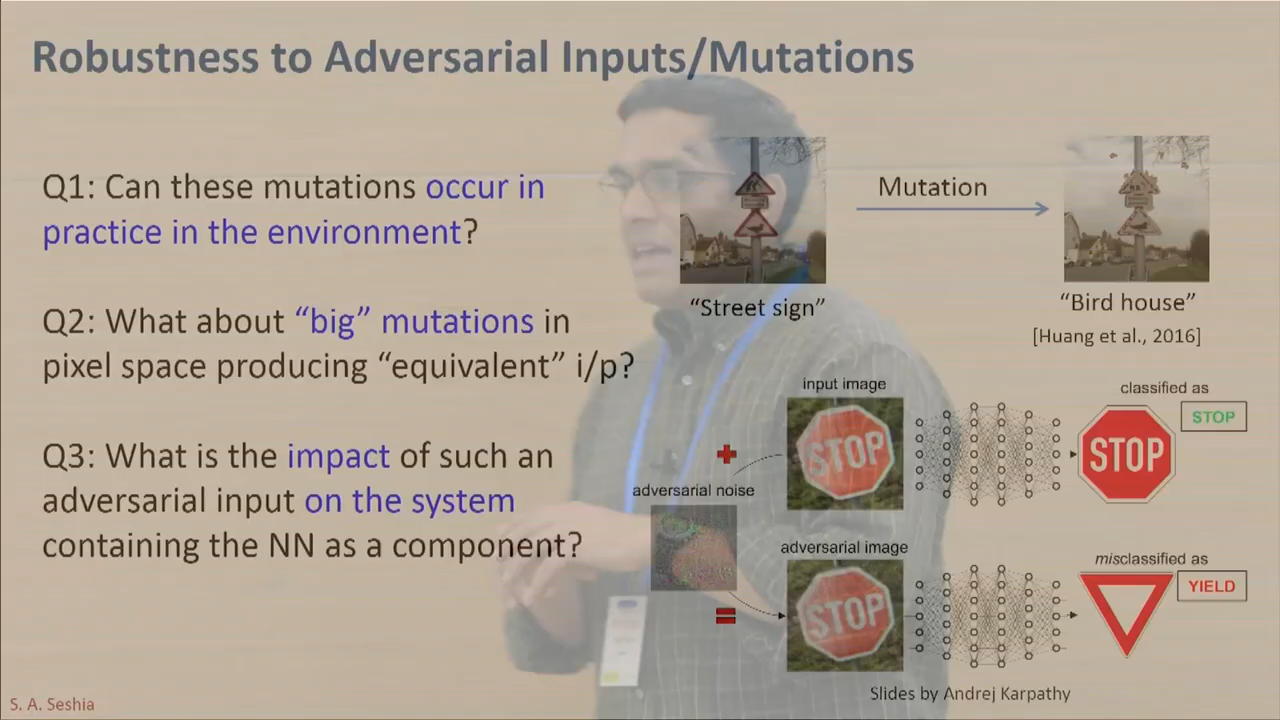 Robustness to Adversarial Inputs/Mutations
Q1: Can these mutations occur in
practice in the environment?
Q2: What about “big” mutations in
pixel space producing “equivalent” i/p?
Q3: What is the impact of such an
adversarial input on the system
containing the NN as a component?
Mutation
“Street sign”
“Bird house”
[Huang et al., 2016]
input image
classified as
STOP
STOP
STOP
adversarial noise
adversarial image
misclassified as
STOP
YIELD
Slides by Andrej Karpathy
S. A. Seshia